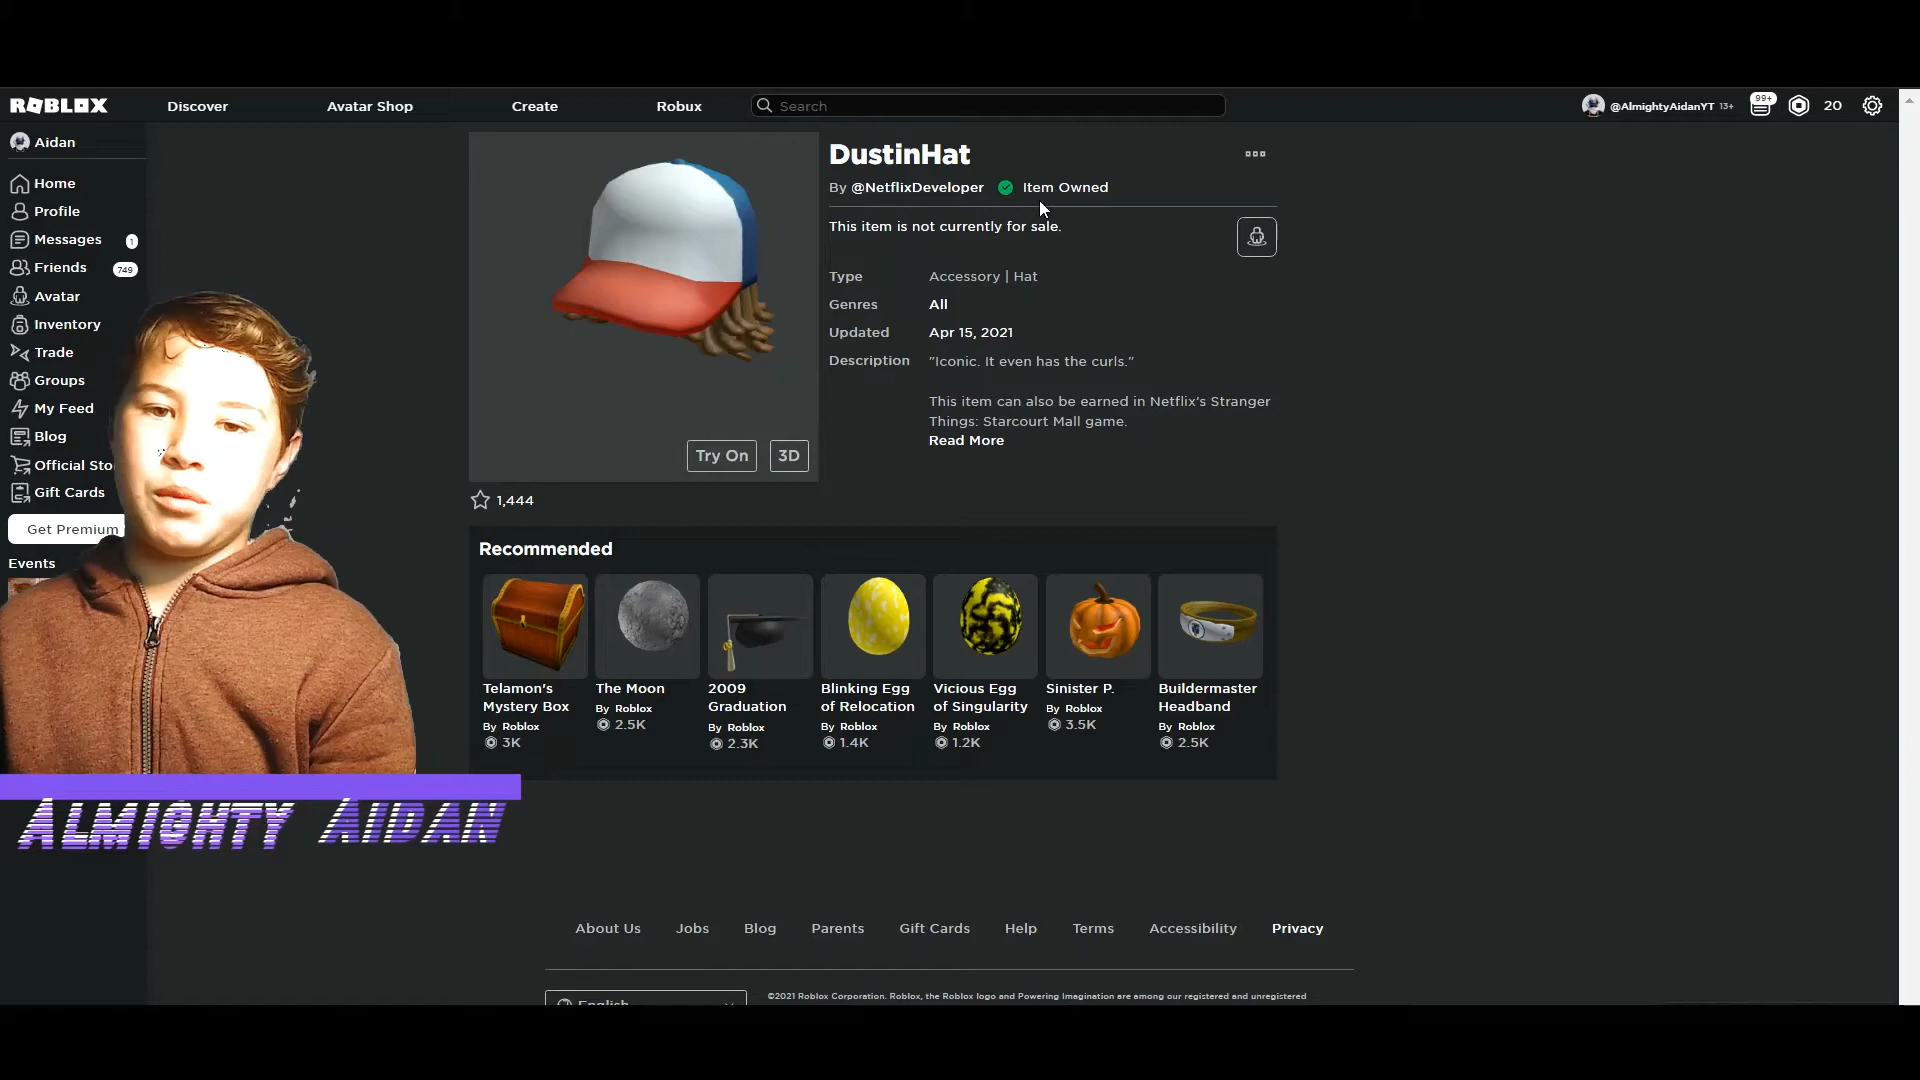 ROBLOX
Discover
Avatar Shop
Create
Robux
Search
@AlmightyAidanYT 13+
99+
20
Aidan
Home
Profile
Messages
1
Friends
749
Avatar
Inventory
Trade
Groups
My Feed
Blog
Official Sto
Gift Cards
Get Premium
Events
Try On
3D
1,444
DustinHat
By @NetflixDeveloper Item Owned
This item is not currently for sale.
Type Accessory | Hat
Genres All
Updated Apr 15, 2021
Description "Iconic. It even has the curls."
This item can also be earned in Netflix's Stranger
Things: Starcourt Mall game.
Read More
Recommended
Telamon's
Mystery Box
By Roblox
3K
The Moon
By Roblox
2.5K
2009
Graduation
By Roblox
2.3K
Blinking Egg
of Relocation
By Roblox
1.4K
Vicious Egg
of Singularity
By Roblox
1.2K
Sinister P.
By Roblox
3.5K
Buildermaster
Headband
By Roblox
2.5K
ALMIGHTY AIDAN
About Us
Jobs
Blog
Parents
Gift Cards
Help
Terms
Accessibility
Privacy
English
©2021 Roblox Corporation. Roblox, the Roblox logo and Powering Imagination are among our registered and unregistered